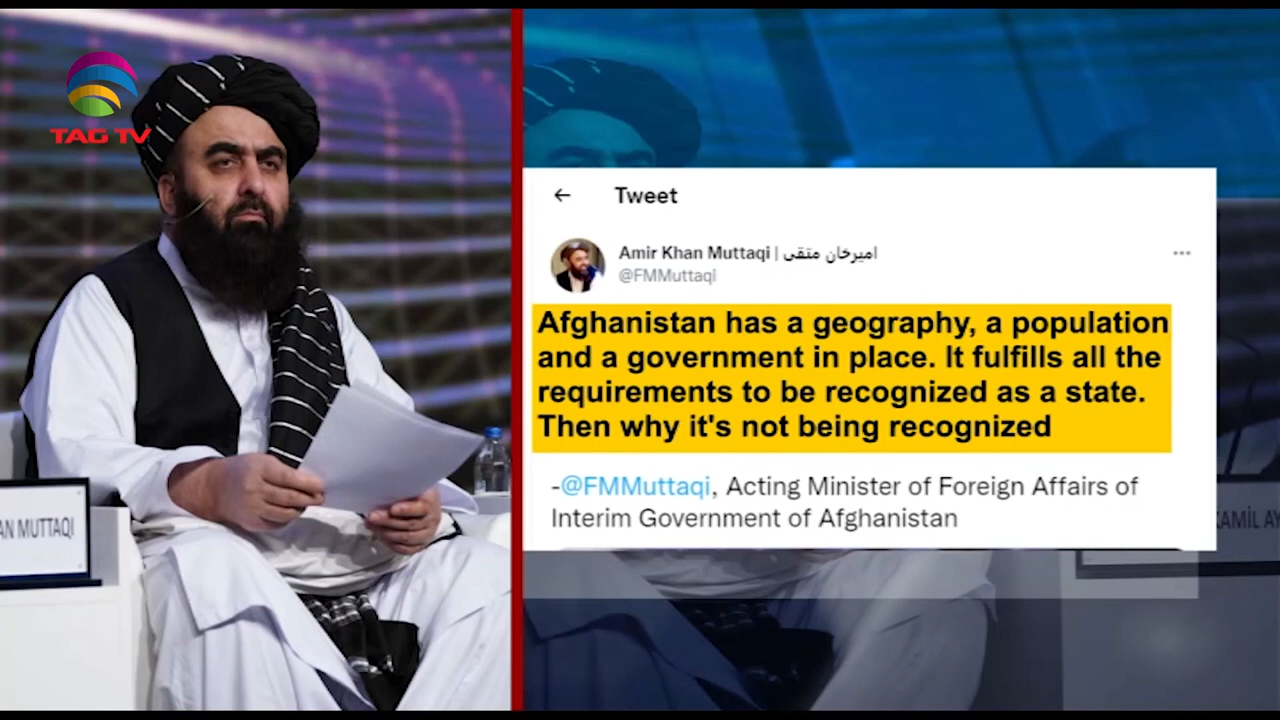 TAG TV
AN MUTTAQI
Tweet
Amir Khan Muttaqi | امیرخان متقی
@FMMuttaqi
Afghanistan has a geography, a population
and a government in place. It fulfills all the
requirements to be recognized as a state.
Then why it's not being recognized
-@FMMuttaqi, Acting Minister of Foreign Affairs of
Interim Government of Afghanistan
KAMİL AY